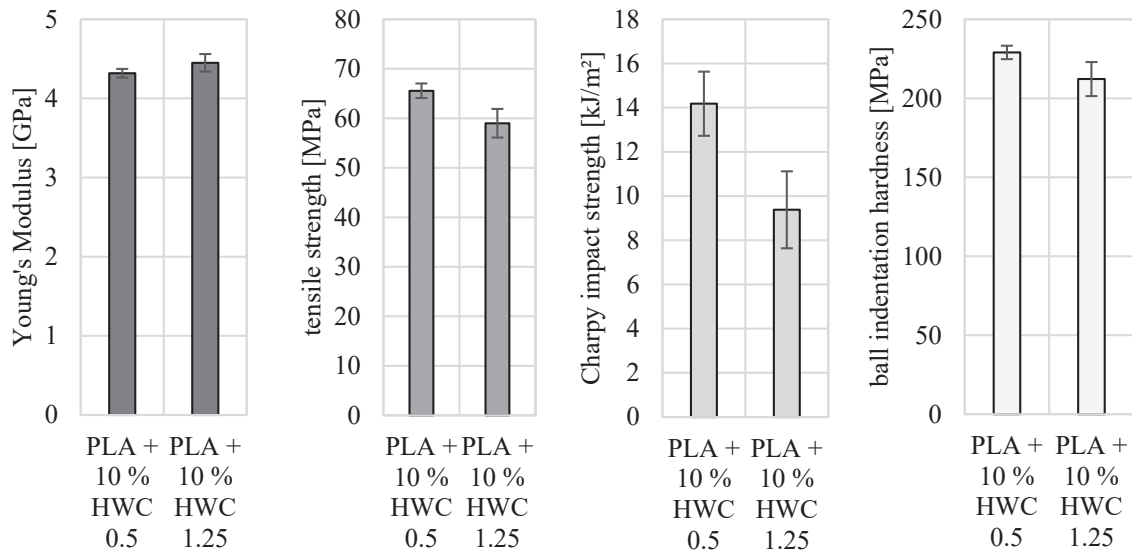 Young's Modulus [GPa]
5
4
3
2
1
0
PLA + PLA +
10 % 10 %
HWC HWC
0.5 1.25
tensile strength [MPa]
80
70
60
50
40
30
20
10
0
PLA + PLA +
10 % 10 %
HWC HWC
0.5 1.25
Charpy impact strength [kJ/m²]
18
16
14
12
10
8
6
4
2
0
PLA + PLA +
10 % 10 %
HWC HWC
0.5 1.25
ball indentation hardness [MPa]
250
200
150
100
50
0
PLA + PLA +
10 % 10 %
HWC HWC
0.5 1.25